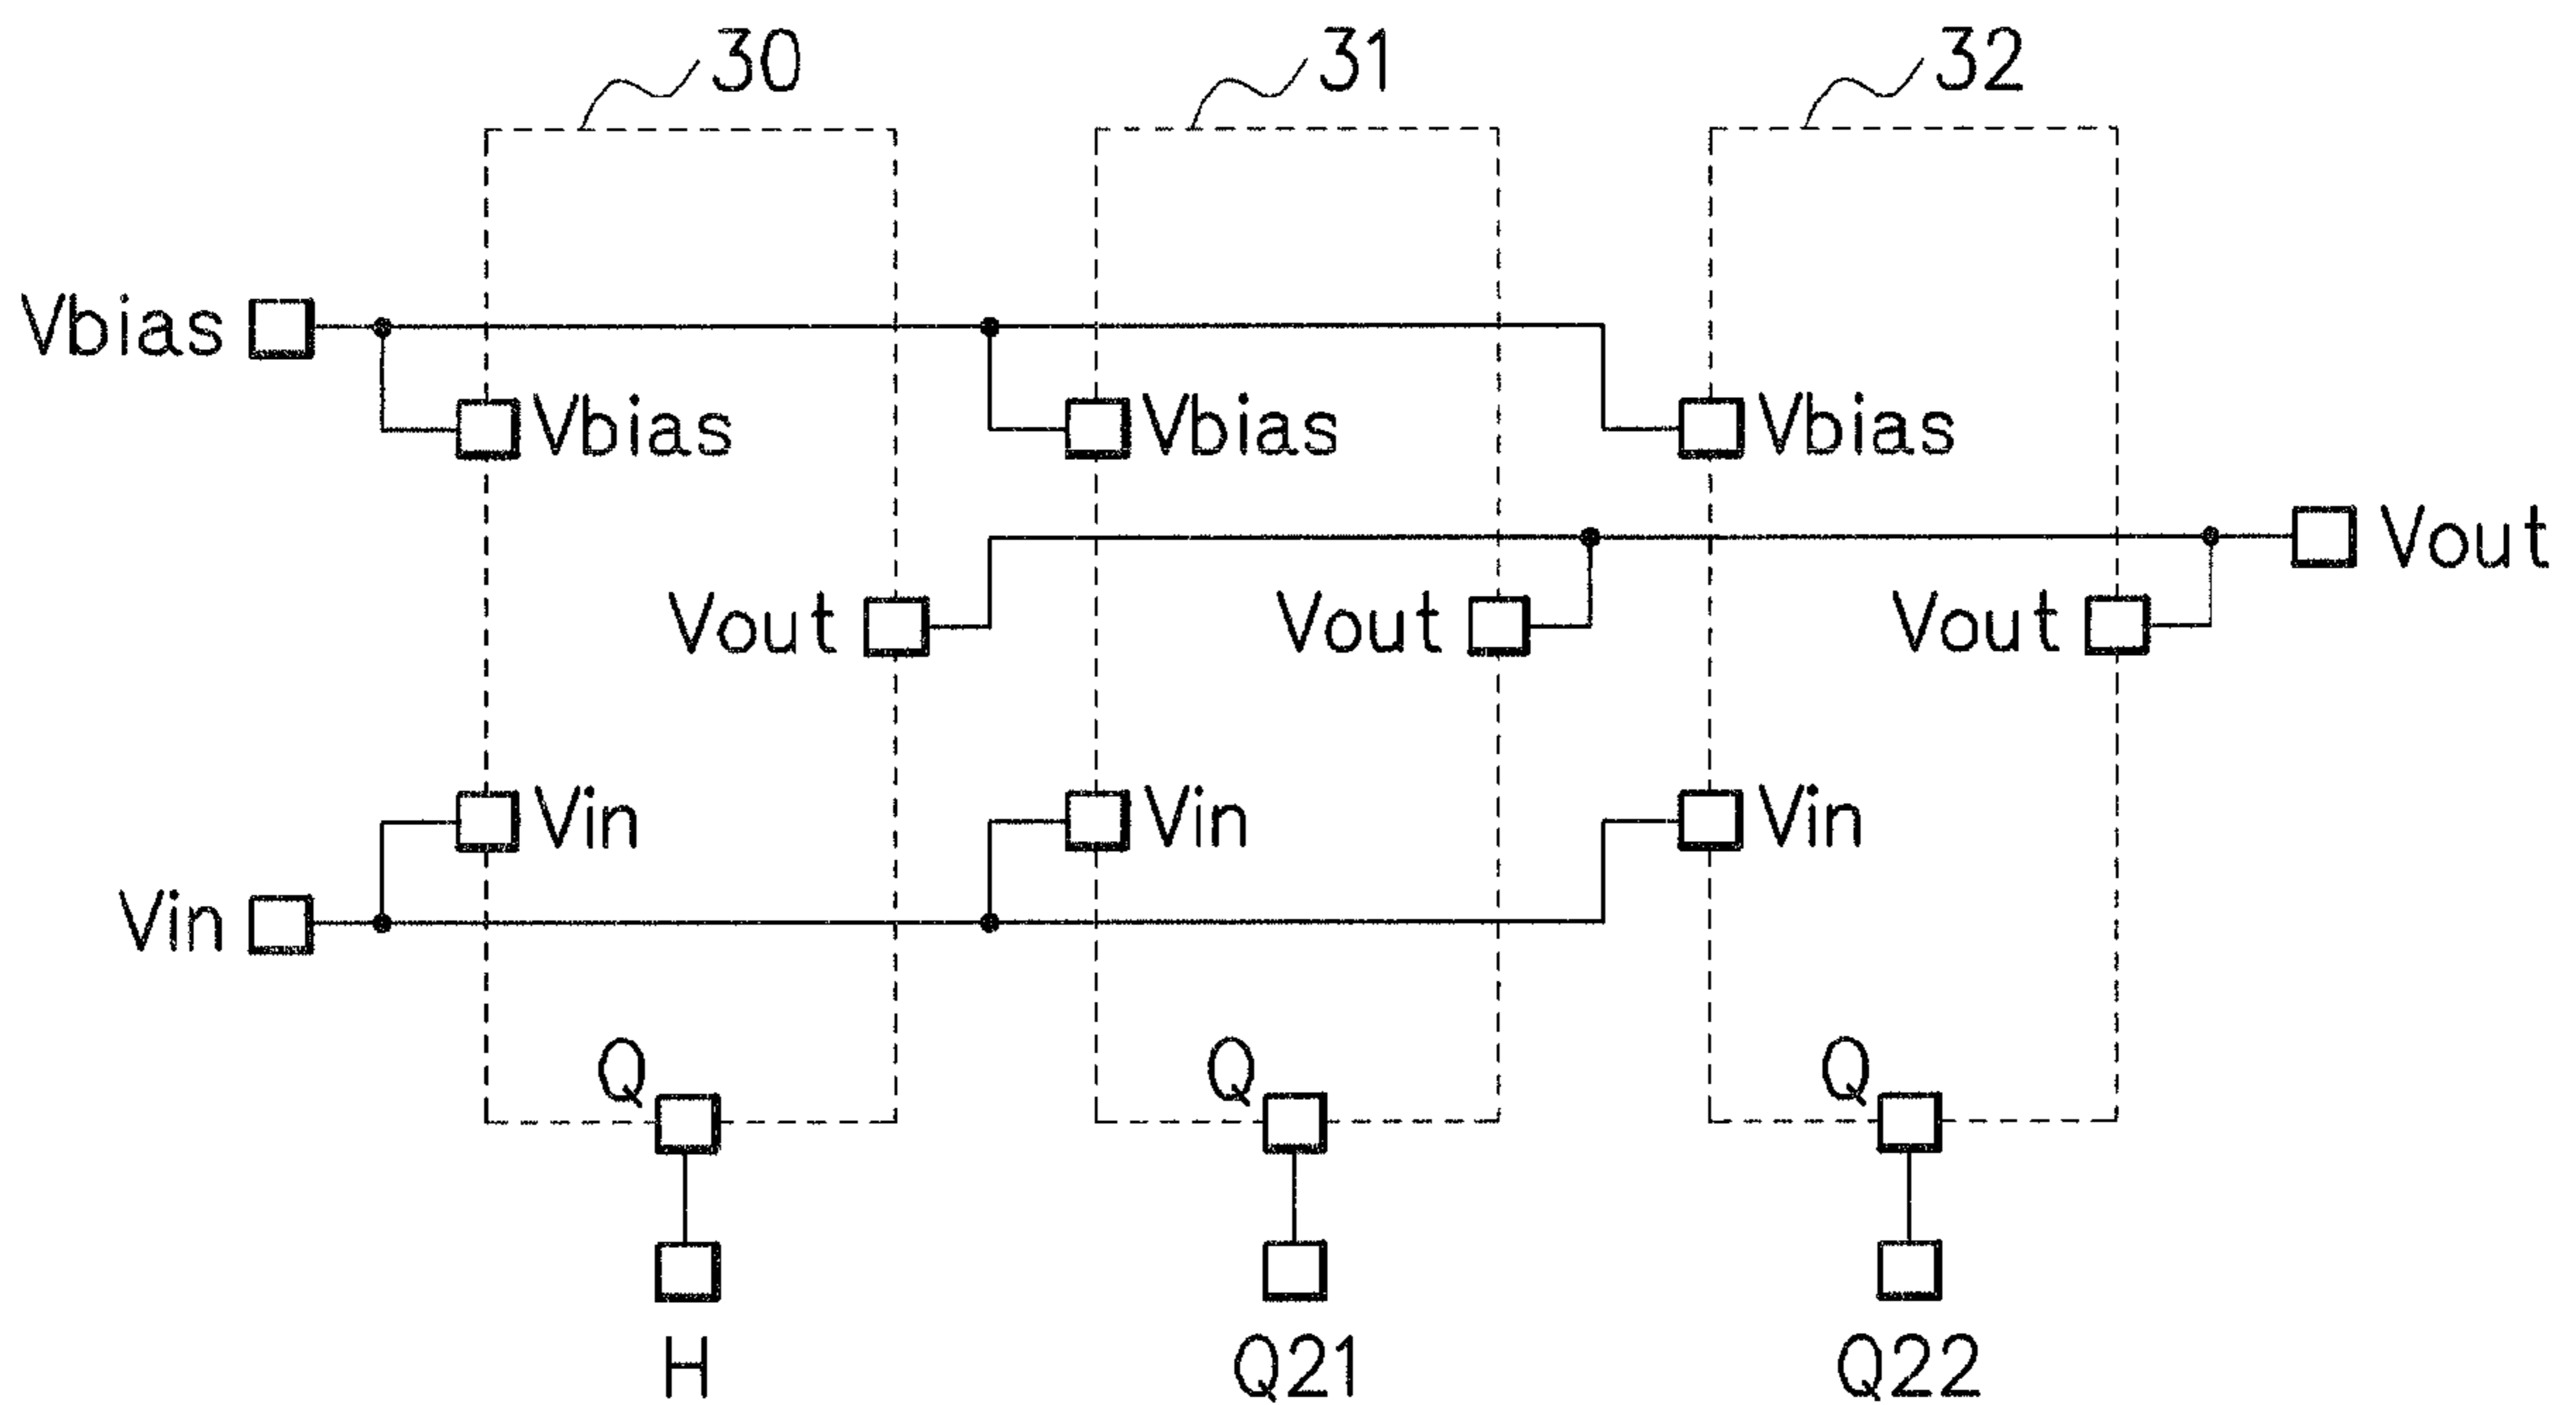 30 31 32
Vbias
Vbias Vbias Vbias
Vout
Vout Vout Vout
Vin Vin Vin
Vin
Q Q Q
H Q21 Q22